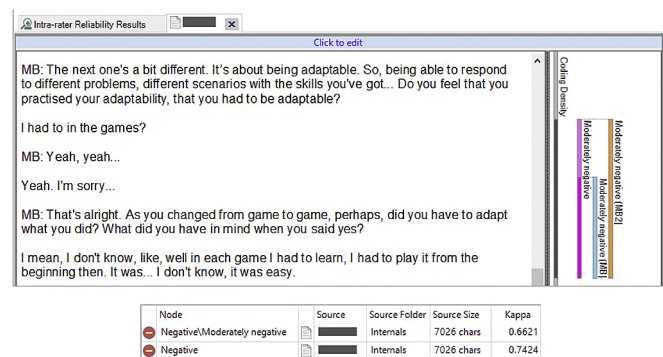 Intra-rater Reliability Results
Click to edit
MB: The next one's a bit different. It's about being adaptable. So, being able to respond
to different problems, different scenarios with the skills you've got... Do you feel that you
practised your adaptability, that you had to be adaptable?
I had to in the games?
MB: Yeah, yeah...
Yeah. I'm sorry...
MB: That's alright. As you changed from game to game, perhaps, did you have to adapt
what you did? What did you have in mind when you said yes?
I mean, I don't know, like, well in each game I had to learn, I had to play it from the
beginning then. It was... I don't know, it was easy.
Coding Density
Moderately negative
Moderately negative (MB)
Moderately negative (MB2)
Node Source Source Folder Source Size Kappa
Negative\Moderately negative Internals 7026 chars 0.6621
Negative Internals 7026 chars 0.7424